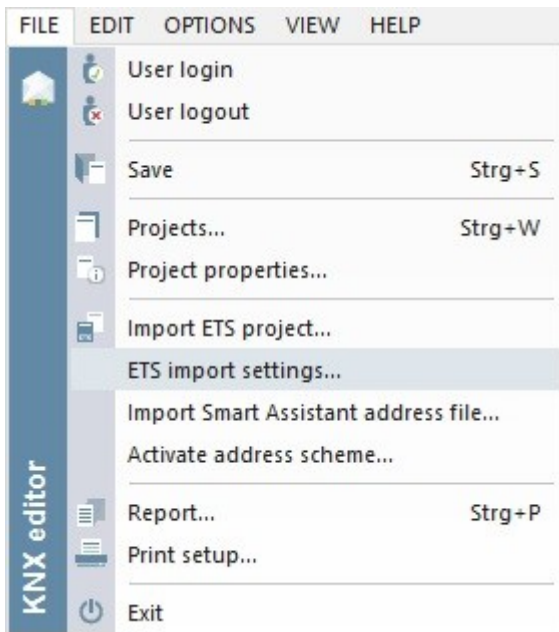 FILE EDIT OPTIONS VIEW HELP
User login
User logout
Save Strg+S
Projects... Strg+W
Project properties...
Import ETS project...
ETS import settings...
Import Smart Assistant address file...
Activate address scheme...
Report... Strg+P
Print setup...
Exit
KNX editor